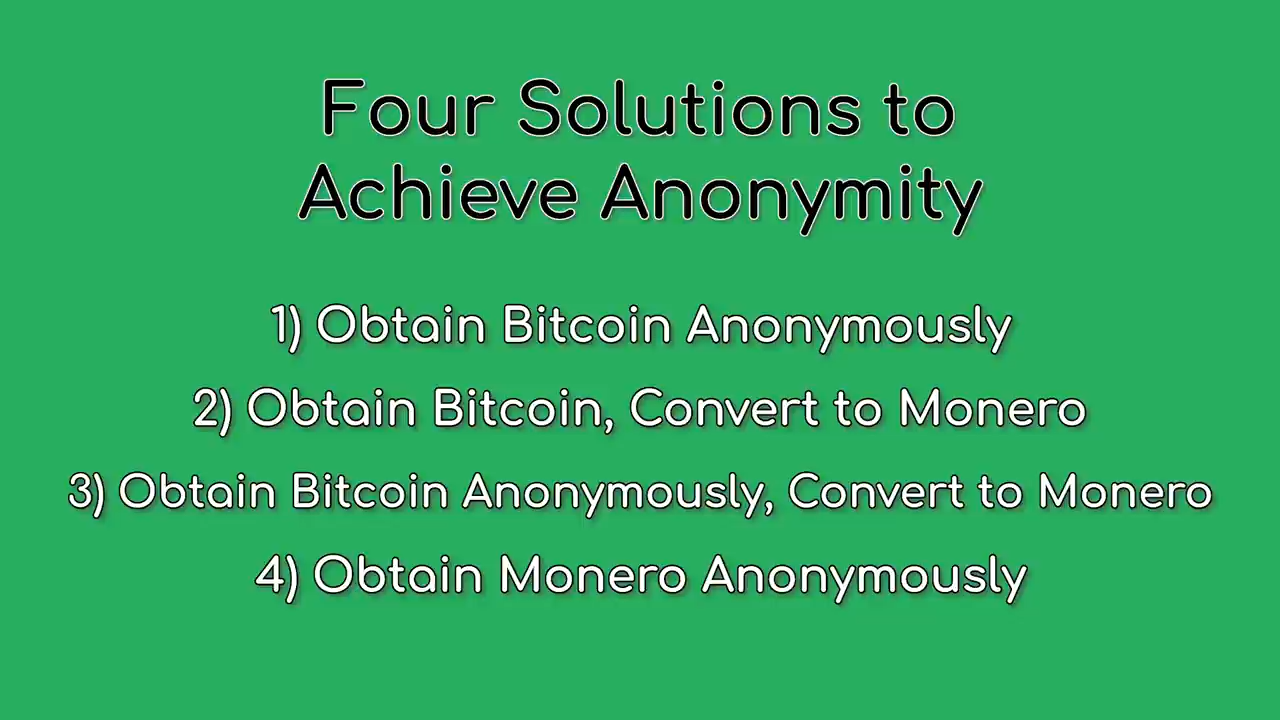 Four Solutions to
Achieve Anonymity
1) Obtain Bitcoin Anonymously
2) Obtain Bitcoin, Convert to Monero
3) Obtain Bitcoin Anonymously, Convert to Monero
4) Obtain Monero Anonymously